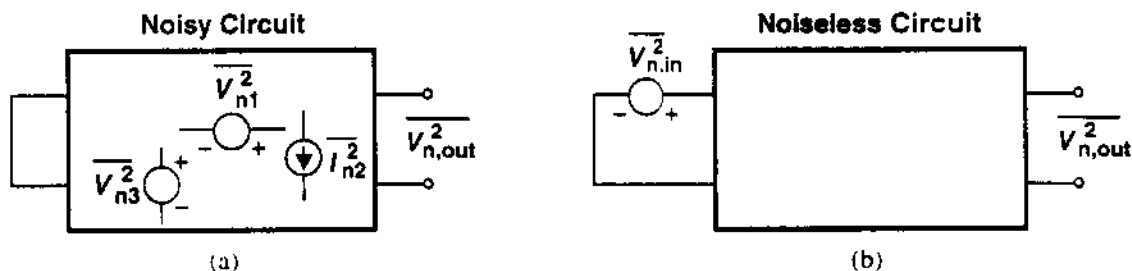 Noisy Circuit
V²n1
V²n3
I²n2
V²n,out
(a)
Noiseless Circuit
V²n.in
V²n,out
(b)